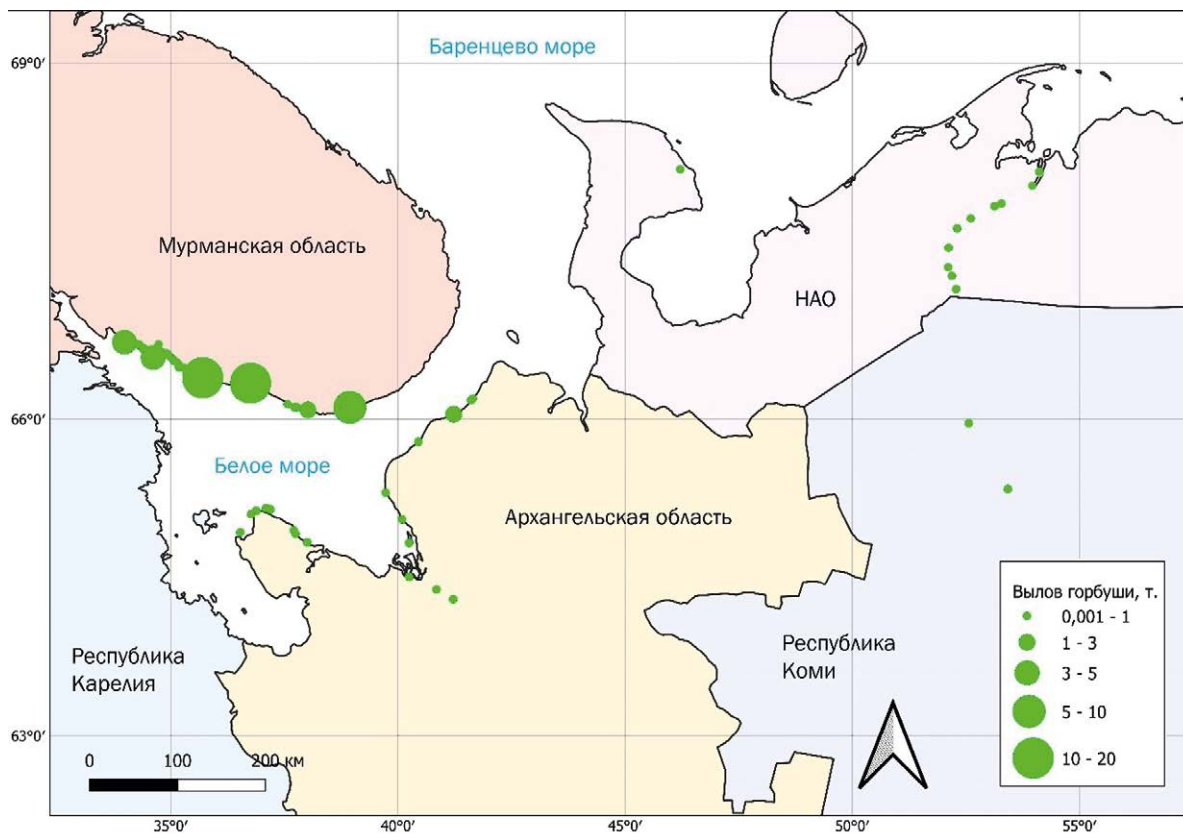 Баренцево море
69°0'
Мурманская область
НАО
66°0'
Белое море
Архангельская область
Вылов горбуши, т.
0,001 - 1
1 - 3
3 - 5
5 - 10
10 - 20
Республика
Карелия
Республика
Коми
63°0'
0 100 200 км
35°0' 40°0' 45°0' 50°0' 55°0'